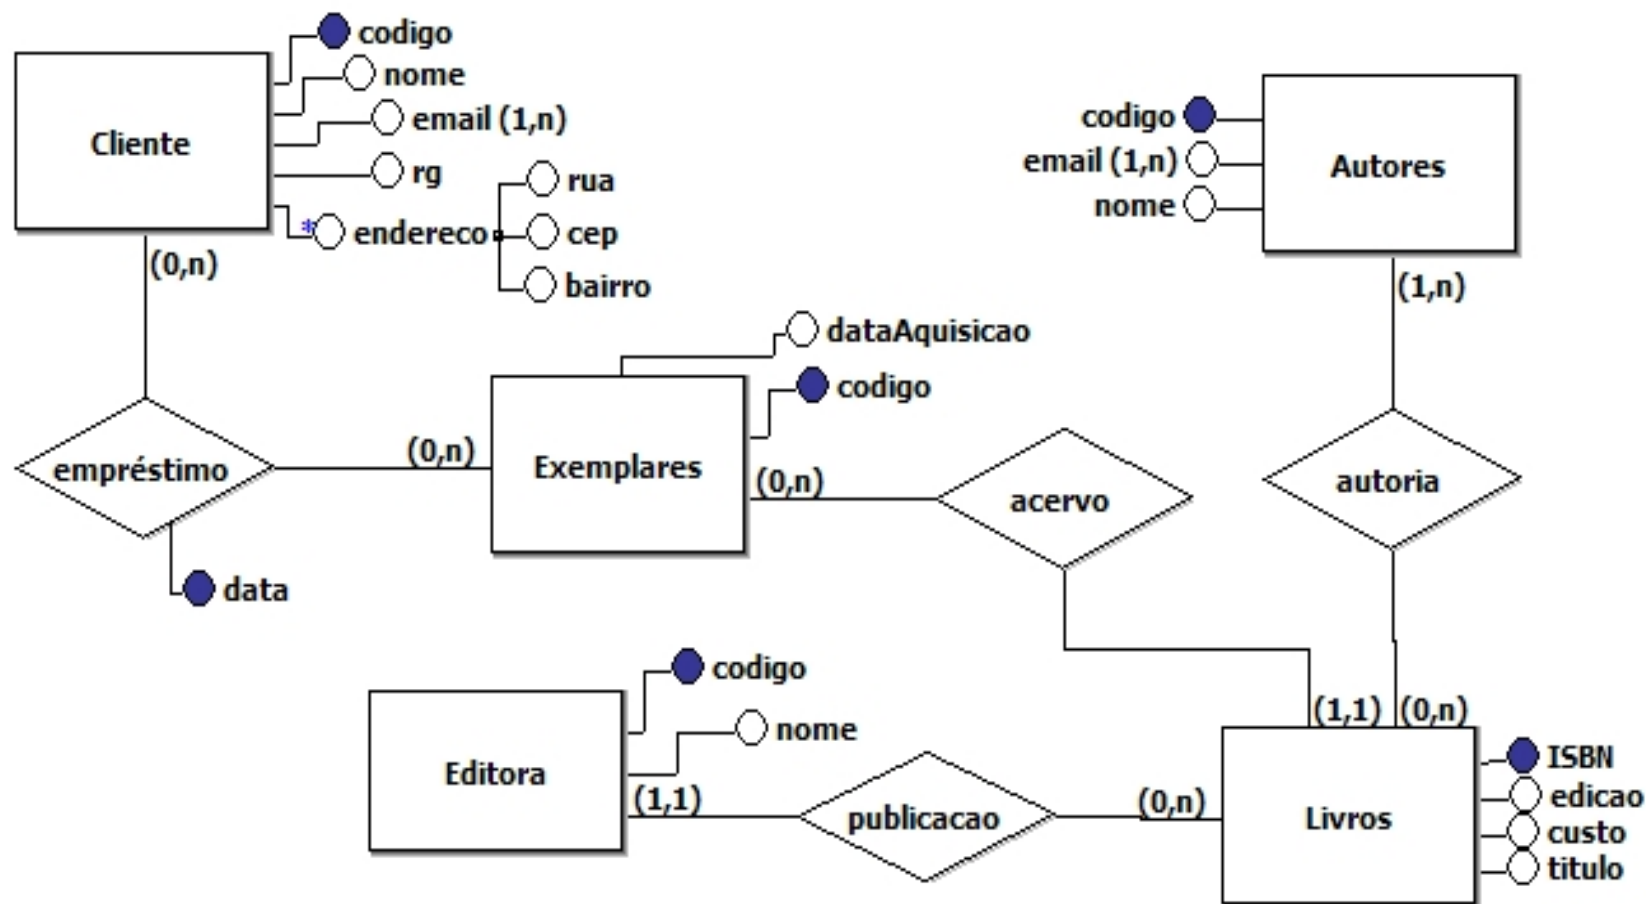 codigo
nome
email (1,n)
rg
* endereco
rua
cep
bairro
Cliente
(0,n)
codigo
email (1,n)
nome
Autores
(1,n)
dataAquisicao
codigo
Exemplares
(0,n)
(0,n)
empréstimo
data
acervo
autoria
codigo
nome
Editora
(1,1)
publicacao
(0,n)
(1,1)
(0,n)
Livros
ISBN
edicao
custo
titulo